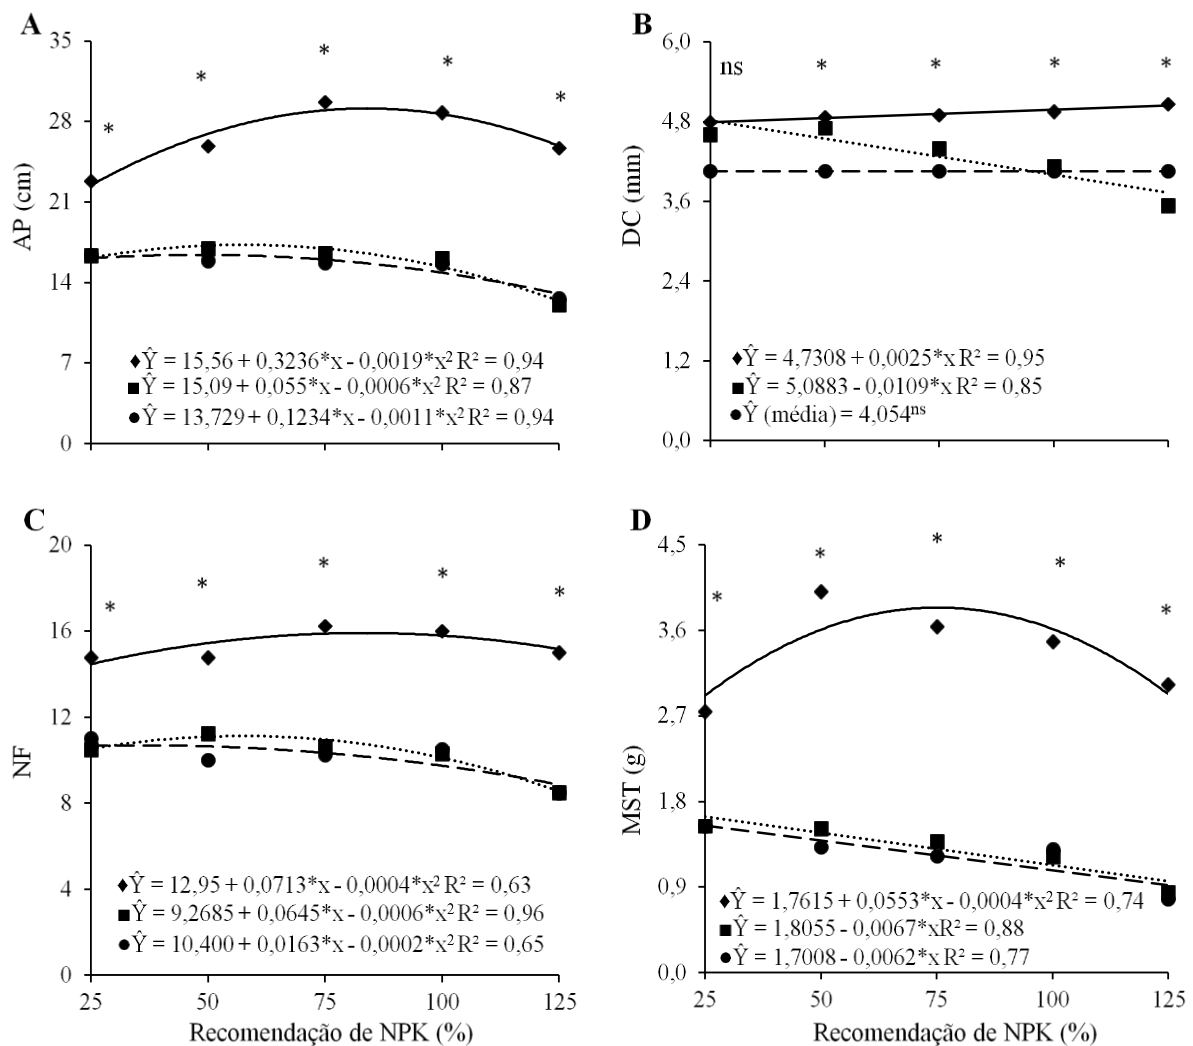 A
35
28
21
14
7
0
AP (cm)
*
*
*
*
*
Ŷ = 15,56 + 0,3236*x - 0,0019*x² R² = 0,94
Ŷ = 15,09 + 0,055*x - 0,0006*x² R² = 0,87
Ŷ = 13,729 + 0,1234*x - 0,0011*x² R² = 0,94
B
6,0
4,8
3,6
2,4
1,2
0,0
DC (mm)
ns
*
*
*
*
Ŷ = 4,7308 + 0,0025*x R² = 0,95
Ŷ = 5,0883 - 0,0109*x R² = 0,85
Ŷ (média) = 4,054ⁿˢ
C
20
16
12
8
4
0
NF
*
*
*
*
*
Ŷ = 12,95 + 0,0713*x - 0,0004*x² R² = 0,63
Ŷ = 9,2685 + 0,0645*x - 0,0006*x² R² = 0,96
Ŷ = 10,400 + 0,0163*x - 0,0002*x² R² = 0,65
25 50 75 100 125
Recomendação de NPK (%)
D
4,5
3,6
2,7
1,8
0,9
0,0
MST (g)
*
*
*
*
*
Ŷ = 1,7615 + 0,0553*x - 0,0004*x² R² = 0,74
Ŷ = 1,8055 - 0,0067*xR² = 0,88
Ŷ = 1,7008 - 0,0062*x R² = 0,77
25 50 75 100 125
Recomendação de NPK (%)